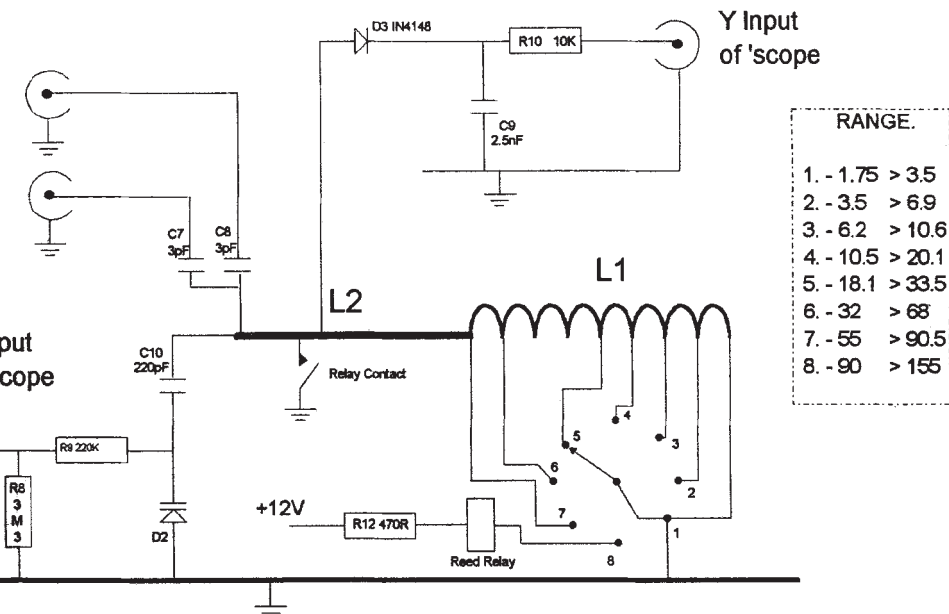 D3 IN4148
R10 10K
Y Input
of 'scope
C9
2.5nF
RANGE.
1. - 1.75 > 3.5
2. - 3.5 > 6.9
3. - 6.2 > 10.6
4. - 10.5 > 20.1
5. - 18.1 > 33.5
6. - 32 > 68
7. - 55 > 90.5
8. - 90 > 155
C7
3pF
C8
3pF
L2
L1
put
cope
C10
220pF
Relay Contact
R9 220K
R8
3
M
3
D2
+12V
R12 470R
Reed Relay
5
4
3
6
2
7
1
8